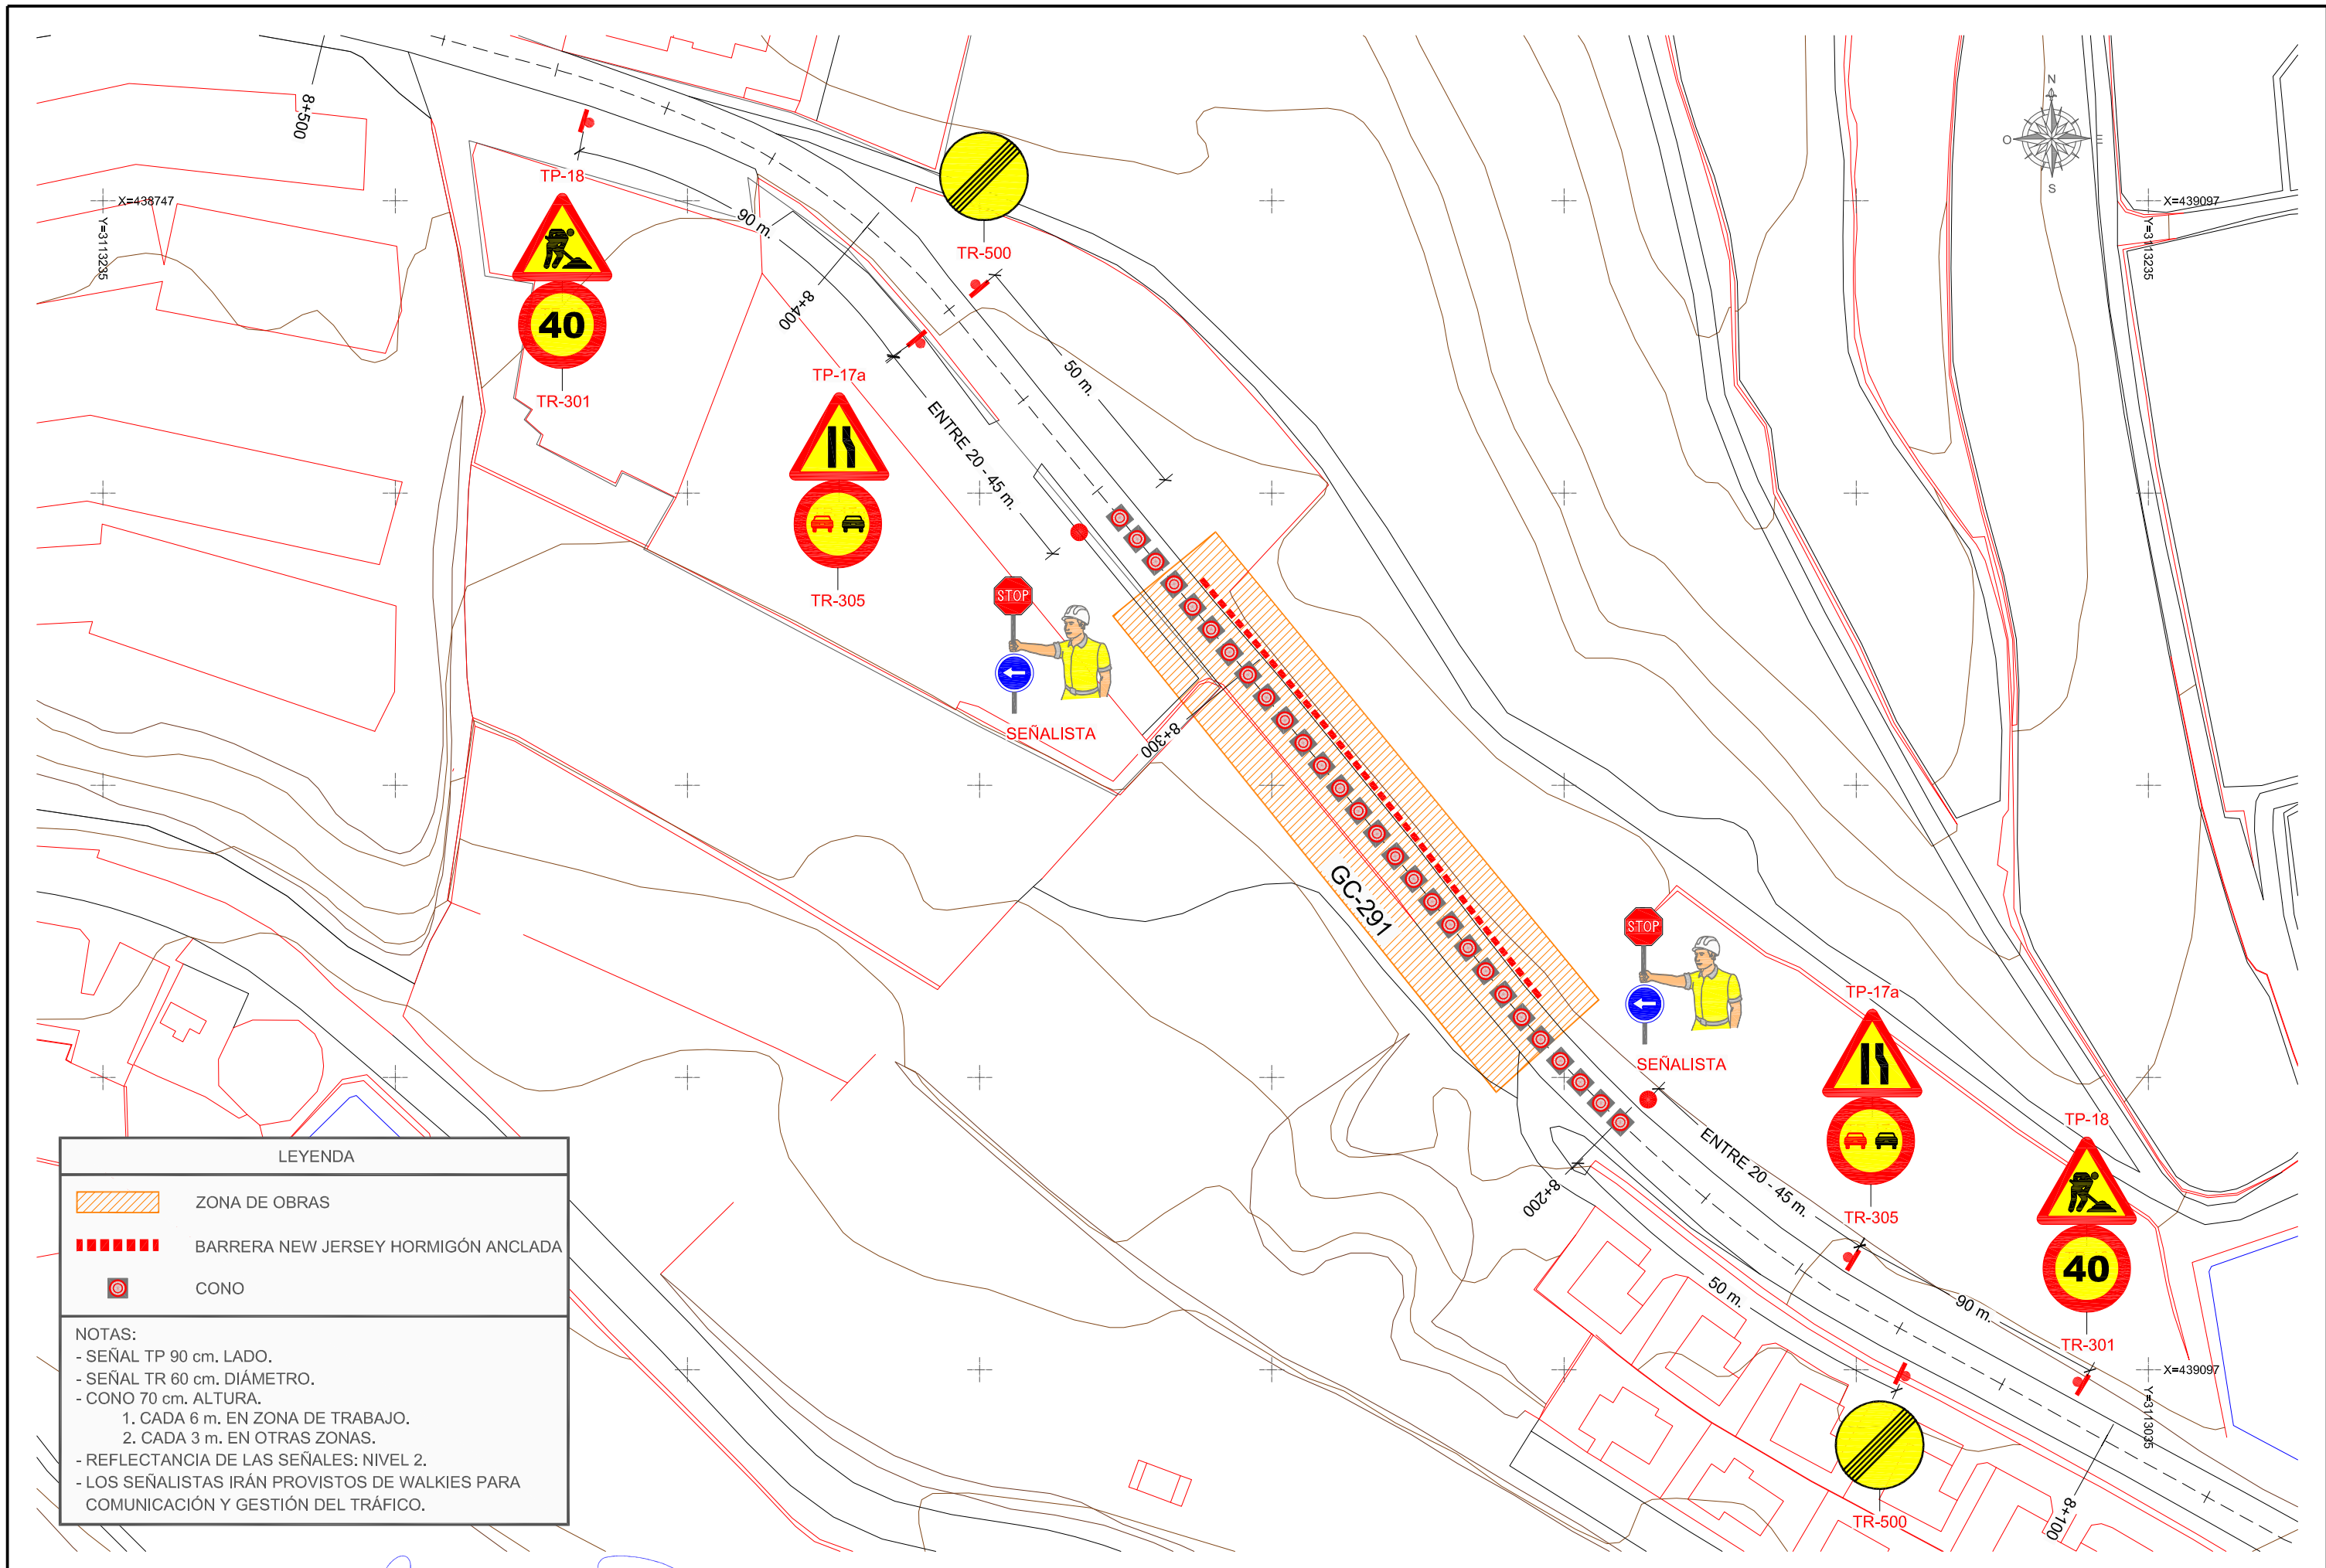 8+500
N
O
E
S
TP-18
X=438747
Y=3113235
90 m.
TR-500
X=439097
Y=3113235
40
8+400
TR-301
TP-17a
50 m.
ENTRE 20 - 45 m.
TR-305
STOP
SEÑALISTA
8+300
GC-291
STOP
SEÑALISTA
TP-17a
TP-18
ENTRE 20 - 45 m.
8+200
TR-305
40
50 m.
90 m.
TR-301
X=439097
Y=3113035
TR-500
8+100
LEYENDA
ZONA DE OBRAS
BARRERA NEW JERSEY HORMIGÓN ANCLADA
CONO
NOTAS:
- SEÑAL TP 90 cm. LADO.
- SEÑAL TR 60 cm. DIÁMETRO.
- CONO 70 cm. ALTURA.
1. CADA 6 m. EN ZONA DE TRABAJO.
2. CADA 3 m. EN OTRAS ZONAS.
- REFLECTANCIA DE LAS SEÑALES: NIVEL 2.
- LOS SEÑALISTAS IRÁN PROVISTOS DE WALKIES PARA
COMUNICACIÓN Y GESTIÓN DEL TRÁFICO.